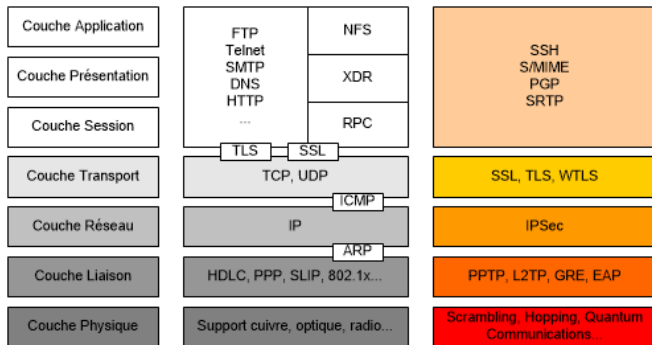 Couche Application
Couche Présentation
Couche Session
Couche Transport
Couche Réseau
Couche Liaison
Couche Physique
FTP
Telnet
SMTP
DNS
HTTP
...
NFS
XDR
RPC
TLS
SSL
TCP, UDP
ICMP
IP
ARP
HDLC, PPP, SLIP, 802.1x...
Support cuivre, optique, radio...
SSH
S/MIME
PGP
SRTP
SSL, TLS, WTLS
IPSec
PPTP, L2TP, GRE, EAP
Scrambling, Hopping, Quantum
Communications...